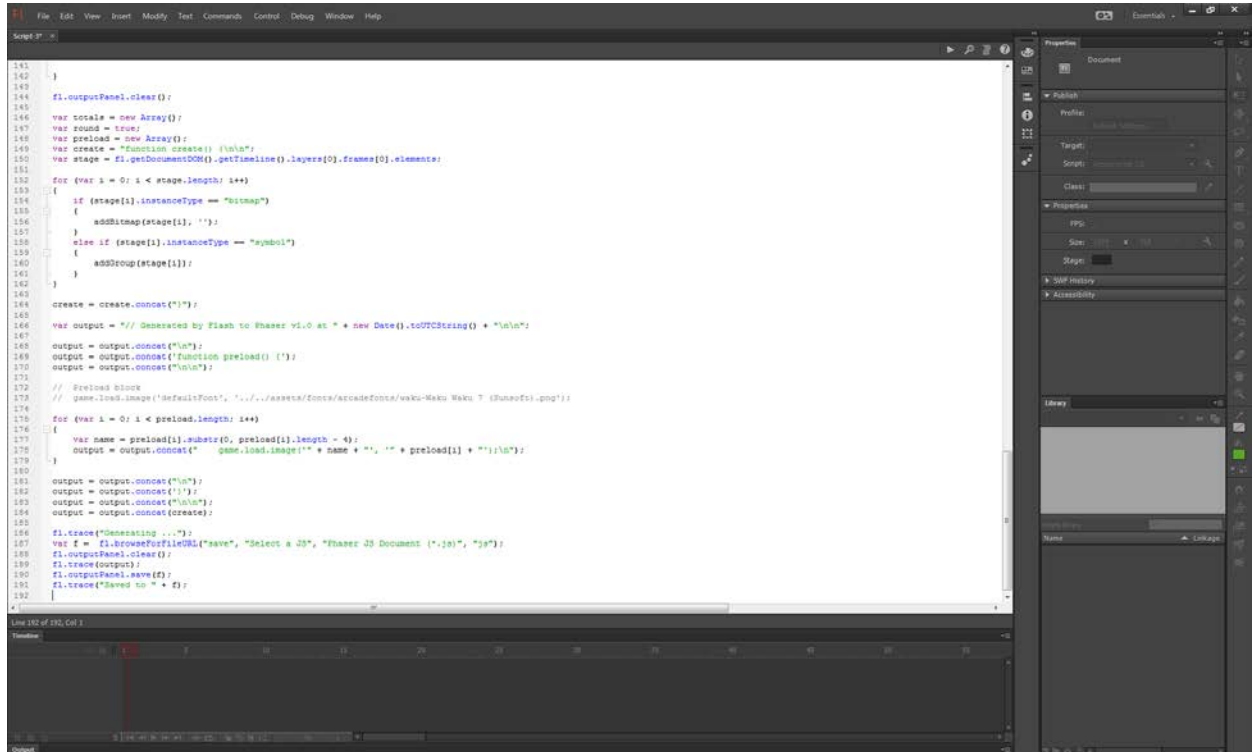 Fl File Edit View Insert Modify Text Commands Control Debug Window Help
Essentials
Script-3*
141
142 }
143
144 fl.outputPanel.clear();
145
146 var totals = new Array();
147 var round = true;
148 var preload = new Array();
149 var create = "function create() {\n\n";
150 var stage = fl.getDocumentDOM().getTimeline().layers[0].frames[0].elements;
151
152 for (var i = 0; i < stage.length; i++)
153 {
154 if (stage[i].instanceType == "bitmap")
155 {
156 addBitmap(stage[i], '');
157 }
158 else if (stage[i].instanceType == "symbol")
159 {
160 addGroup(stage[i]);
161 }
162 }
163
164 create = create.concat("}");
165
166 var output = "// Generated by Flash to Phaser v1.0 at " + new Date().toUTCString() + "\n\n";
167
168 output = output.concat("\n");
169 output = output.concat('function preload() {');
170 output = output.concat("\n\n");
171
172 // Preload block
173 // game.load.image('defaultFont', '../../assets/fonts/arcadefonts/waku-Waku Waku 7 (Sunsoft).png');
174
175 for (var i = 0; i < preload.length; i++)
176 {
177 var name = preload[i].substr(0, preload[i].length - 4);
178 output = output.concat("    game.load.image('" + name + "', '" + preload[i] + "');\n");
179 }
180
181 output = output.concat("\n");
182 output = output.concat('}');
183 output = output.concat("\n\n");
184 output = output.concat(create);
185
186 fl.trace("Generating ...");
187 var f = fl.browseForFileURL("save", "Select a JS", "Phaser JS Document (*.js)", "js");
188 fl.outputPanel.clear();
189 fl.trace(output);
190 fl.outputPanel.save(f);
191 fl.trace("Saved to " + f);
192
Line 192 of 192, Col 1
Timeline
Output
Properties
Document
Publish
Profile:
Target:
Script:
Class:
Properties
FPS:
Size:
Stage:
SWF History
Accessibility
Library
Name Linkage